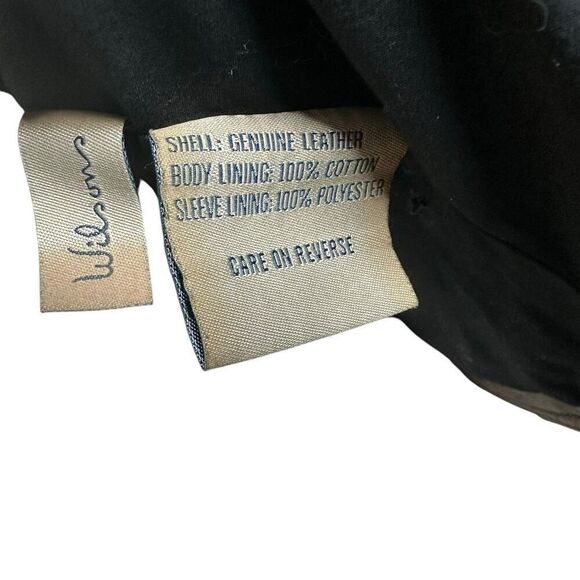 Wilsons
SHELL: GENUINE LEATHER
BODY LINING: 100% COTTON
SLEEVE LINING: 100% POLYESTER
CARE ON REVERSE